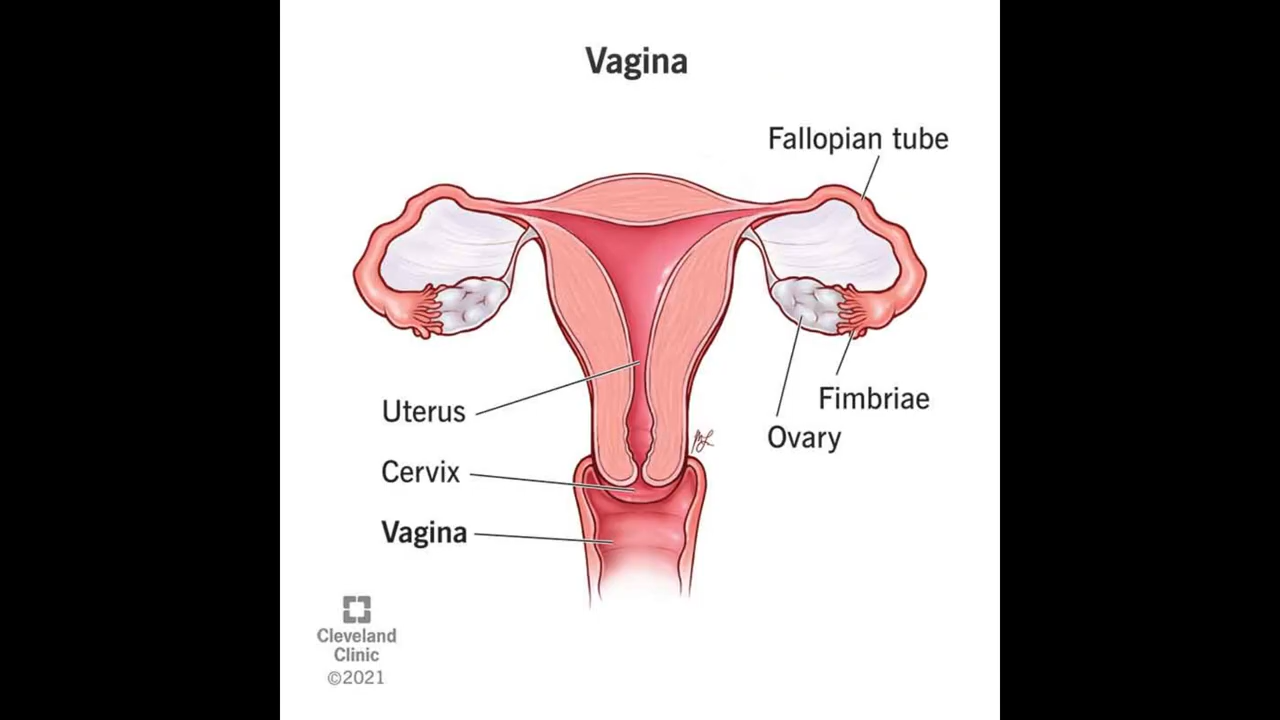 Vagina
Fallopian tube
Uterus
Fimbriae
Ovary
Cervix
Vagina
Cleveland
Clinic
©2021